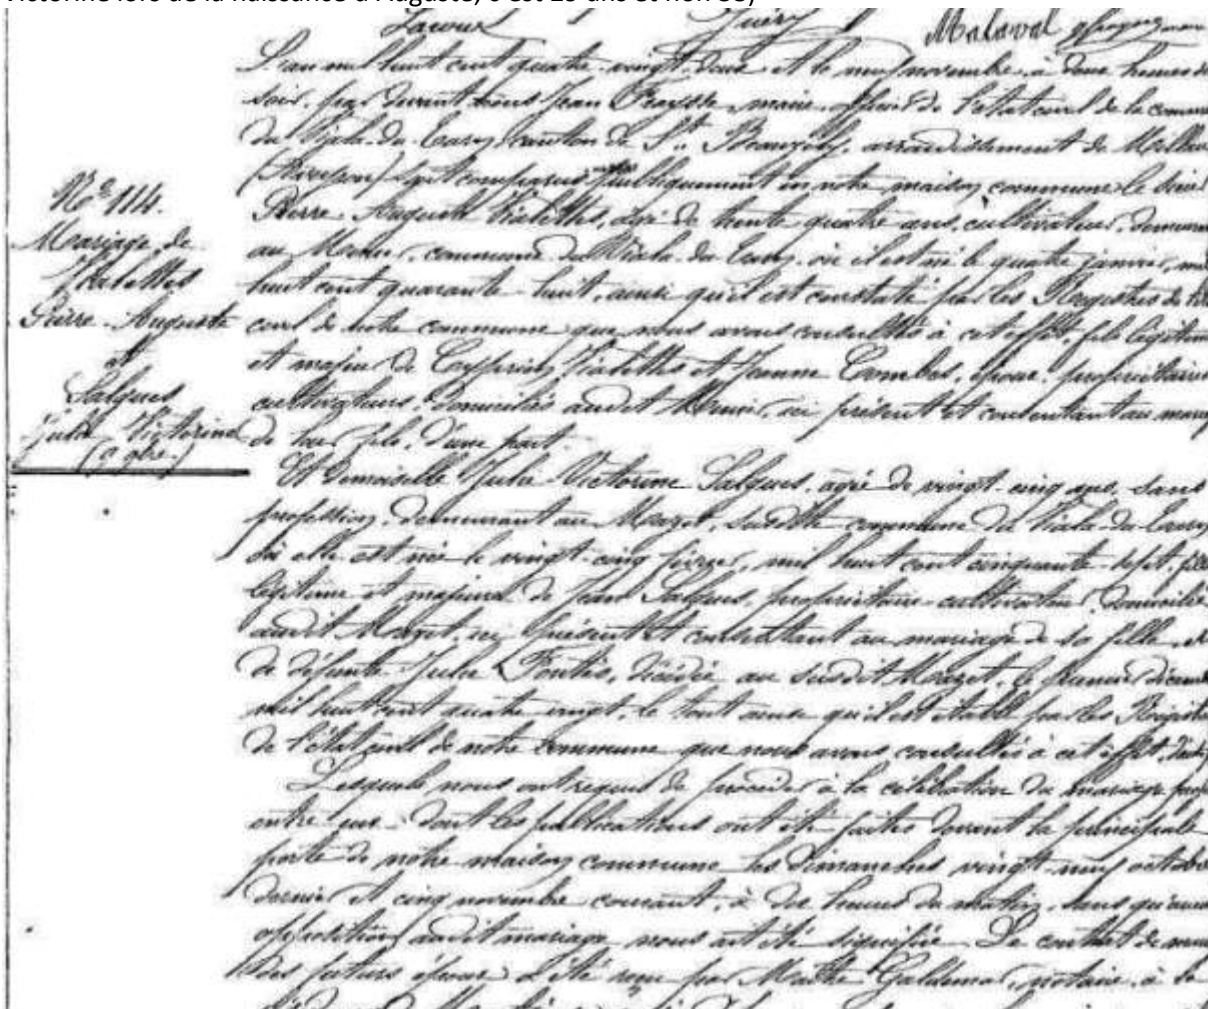 Victorine lors de la naissance d'Auguste, c'est 29 ans et non 33)
Malaval
L'an mil huit cent quatre-vingt-deux et le neuf novembre, à deux heures du
soir, par devant nous Jean Fraysse, maire, officier de l'état civil de la commune
du Viala-du-Tarn, canton de St. Beauzély, arrondissement de Millau
(Aveyron) sont comparus publiquement en notre maison commune le sieur
Pierre Auguste Vialettes, âgé de trente quatre ans, cultivateur, demeurant
au commune du Viala-du-Tarn, où il est né le quatre janvier, mil
huit cent quarante-huit, ainsi qu'il est constaté par les Registres de l'état
civil de notre commune que nous avons consultés à cet effet, fils légitime
et majeur de Vialettes et Jeanne Combes, époux, propriétaires
cultivateurs, domiciliés audit ici présent et consentant au mariage
de leur fils, d'une part.
N° 114.
Mariage de
Vialettes
Pierre-Auguste
et
Salgues
Julie Victorine
Et Demoiselle Julie Victorine Salgues, âgée de vingt-cinq ans, sans
profession, demeurant au Mazet, susdite commune du Viala-du-Tarn
où elle est née le vingt-cinq février, mil huit cent cinquante-sept, fille
légitime et majeure de Jean Salgues, propriétaire-cultivateur, domicilié
audit Mazet, ici présent et consentant au mariage de sa fille, et
de défunte Julie Fontés, décédée au susdit Mazet, le premier décembre
mil huit cent quatre vingt, le tout ainsi qu'il est établi par les Registres
de l'état civil de notre commune que nous avons consultés à cet effet,
Lesquels nous ont requis de procéder à la célébration du mariage projeté
entre eux, dont les publications ont été faites devant la principale
porte de notre maison commune les dimanches vingt-neuf octobre
dernier et cinq novembre courant, à dix heures du matin, sans qu'aucune
opposition audit mariage nous ait été signifiée. Le contrat de mariage
des futurs époux a été reçu par Maître Galdemar, notaire, à la